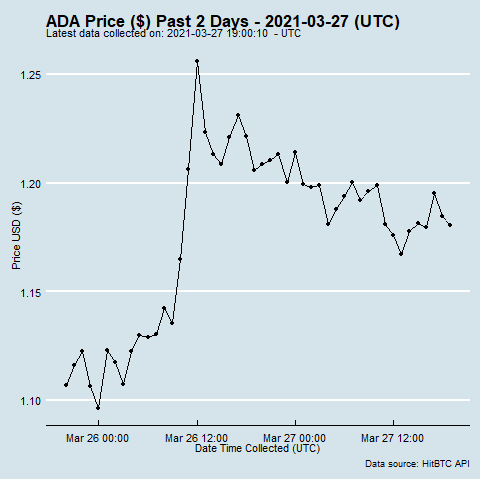 ADA Price ($) Past 2 Days - 2021-03-27 (UTC)
Latest data collected on: 2021-03-27 19:00:10 - UTC
1.25
1.20
1.15
1.10
Price USD ($)
Mar 26 00:00 Mar 26 12:00 Mar 27 00:00 Mar 27 12:00
Date Time Collected (UTC)
Data source: HitBTC API